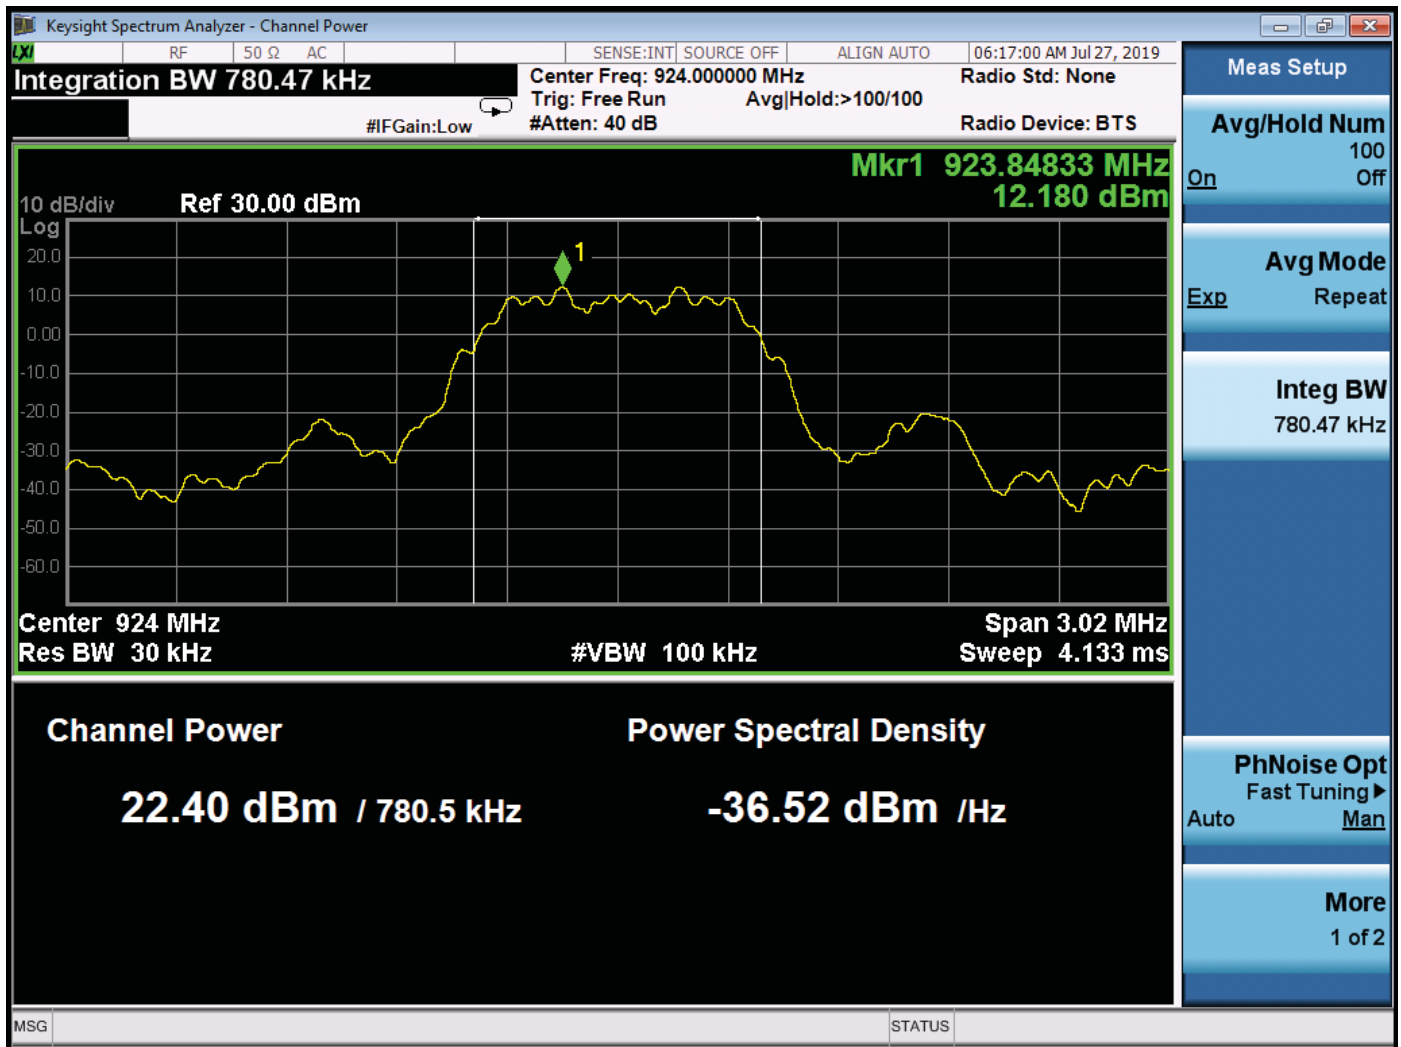 Keysight Spectrum Analyzer - Channel Power
LXI RF 50 Ω AC SENSE:INT SOURCE OFF ALIGN AUTO 06:17:00 AM Jul 27, 2019
Integration BW 780.47 kHz
Center Freq: 924.000000 MHz
Radio Std: None
Trig: Free Run Avg|Hold:>100/100
#IFGain:Low
#Atten: 40 dB
Radio Device: BTS
Mkr1 923.84833 MHz
12.180 dBm
10 dB/div Ref 30.00 dBm
Log
1
20.0
10.0
0.00
-10.0
-20.0
-30.0
-40.0
-50.0
-60.0
Center 924 MHz Span 3.02 MHz
Res BW 30 kHz #VBW 100 kHz Sweep 4.133 ms
Channel Power
22.40 dBm / 780.5 kHz
Power Spectral Density
-36.52 dBm /Hz
Meas Setup
Avg/Hold Num
100
On Off
Avg Mode
Exp Repeat
Integ BW
780.47 kHz
PhNoise Opt
Fast Tuning
Auto Man
More
1 of 2
MSG STATUS